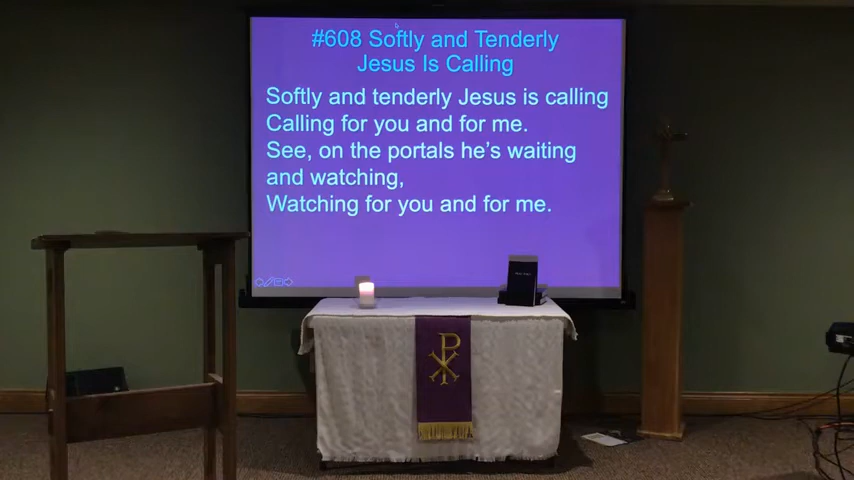 #608 Softly and Tenderly
Jesus Is Calling
Softly and tenderly Jesus is calling
Calling for you and for me.
See, on the portals he's waiting
and watching,
Watching for you and for me.